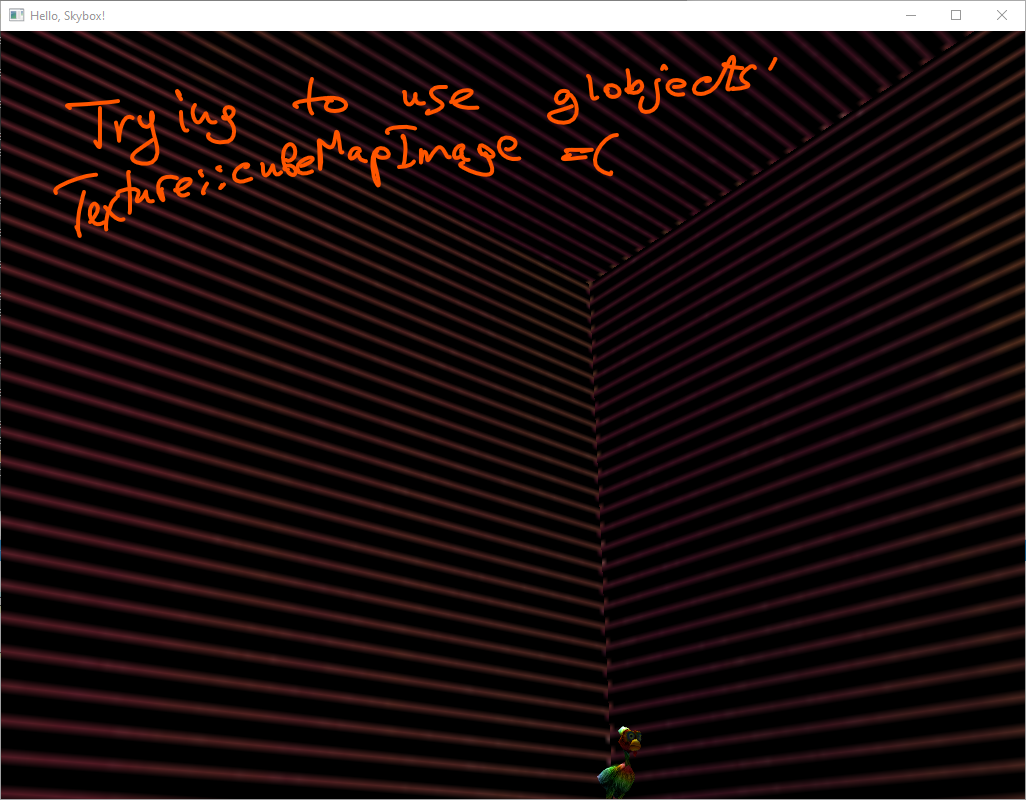 Hello, Skybox!
Trying to use globjects'
Texture::cubeMapImage =(